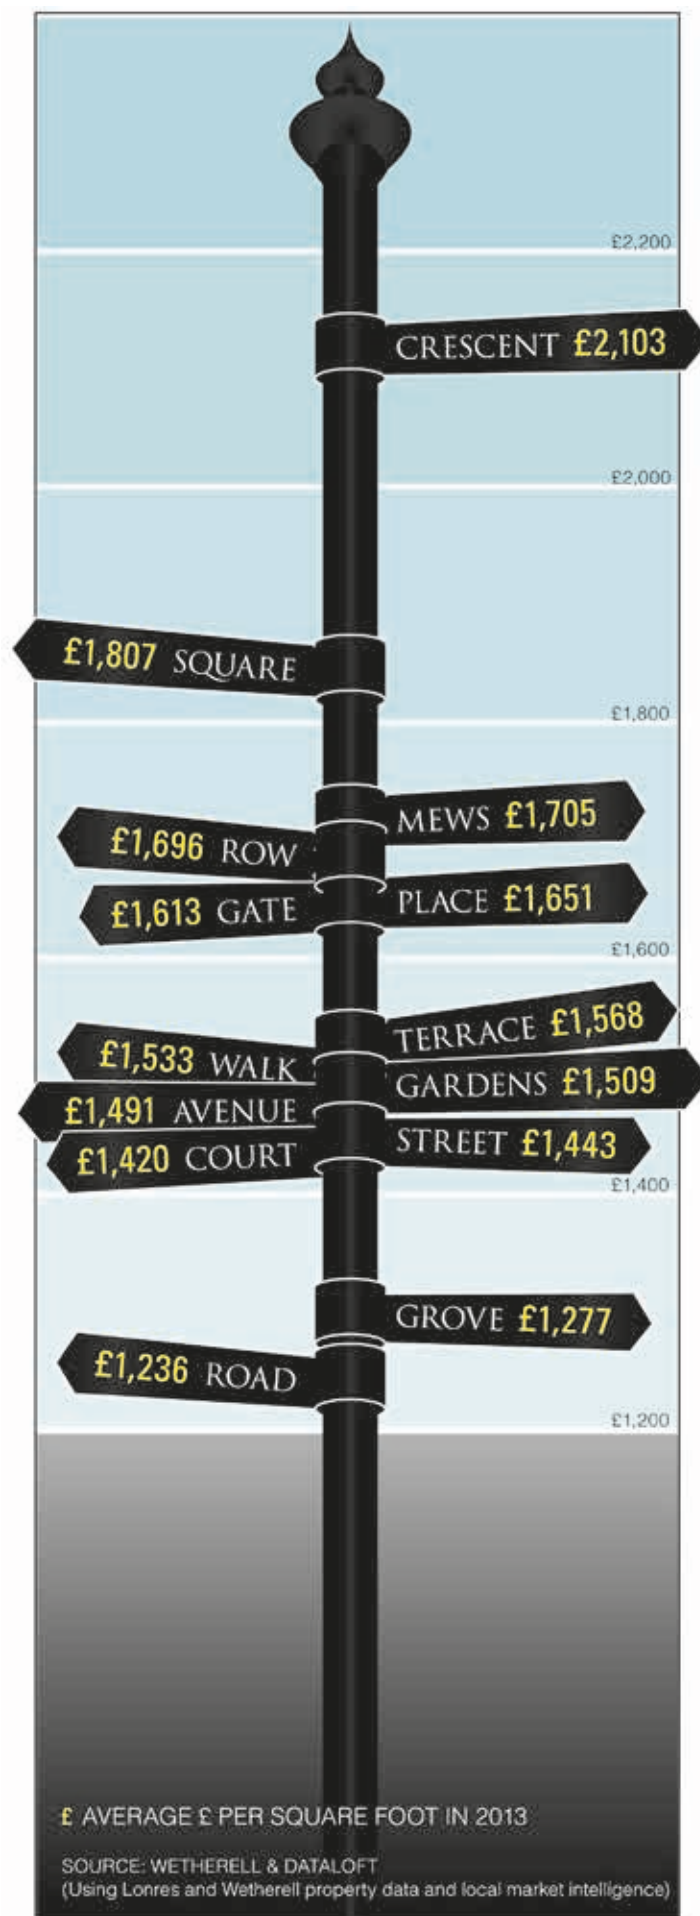 £2,200
CRESCENT £2,103
£2,000
£1,807 SQUARE
£1,800
MEWS £1,705
£1,696 ROW
PLACE £1,651
£1,613 GATE
£1,600
TERRACE £1,568
£1,533 WALK
GARDENS £1,509
£1,491 AVENUE
STREET £1,443
£1,420 COURT
£1,400
GROVE £1,277
£1,236 ROAD
£1,200
£ AVERAGE £ PER SQUARE FOOT IN 2013
SOURCE: WETHERELL & DATALOFT
(Using Lonres and Wetherell property data and local market intelligence)